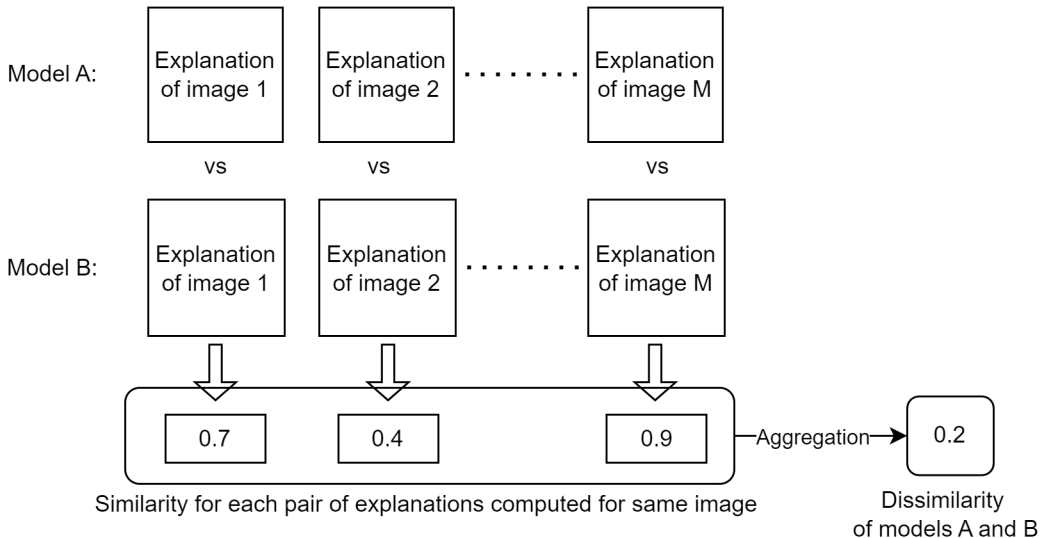 Model A:
Explanation
of image 1
Explanation
of image 2
Explanation
of image M
vs
vs
vs
Model B:
Explanation
of image 1
Explanation
of image 2
Explanation
of image M
0.7
0.4
0.9
Aggregation
0.2
Similarity for each pair of explanations computed for same image
Dissimilarity
of models A and B